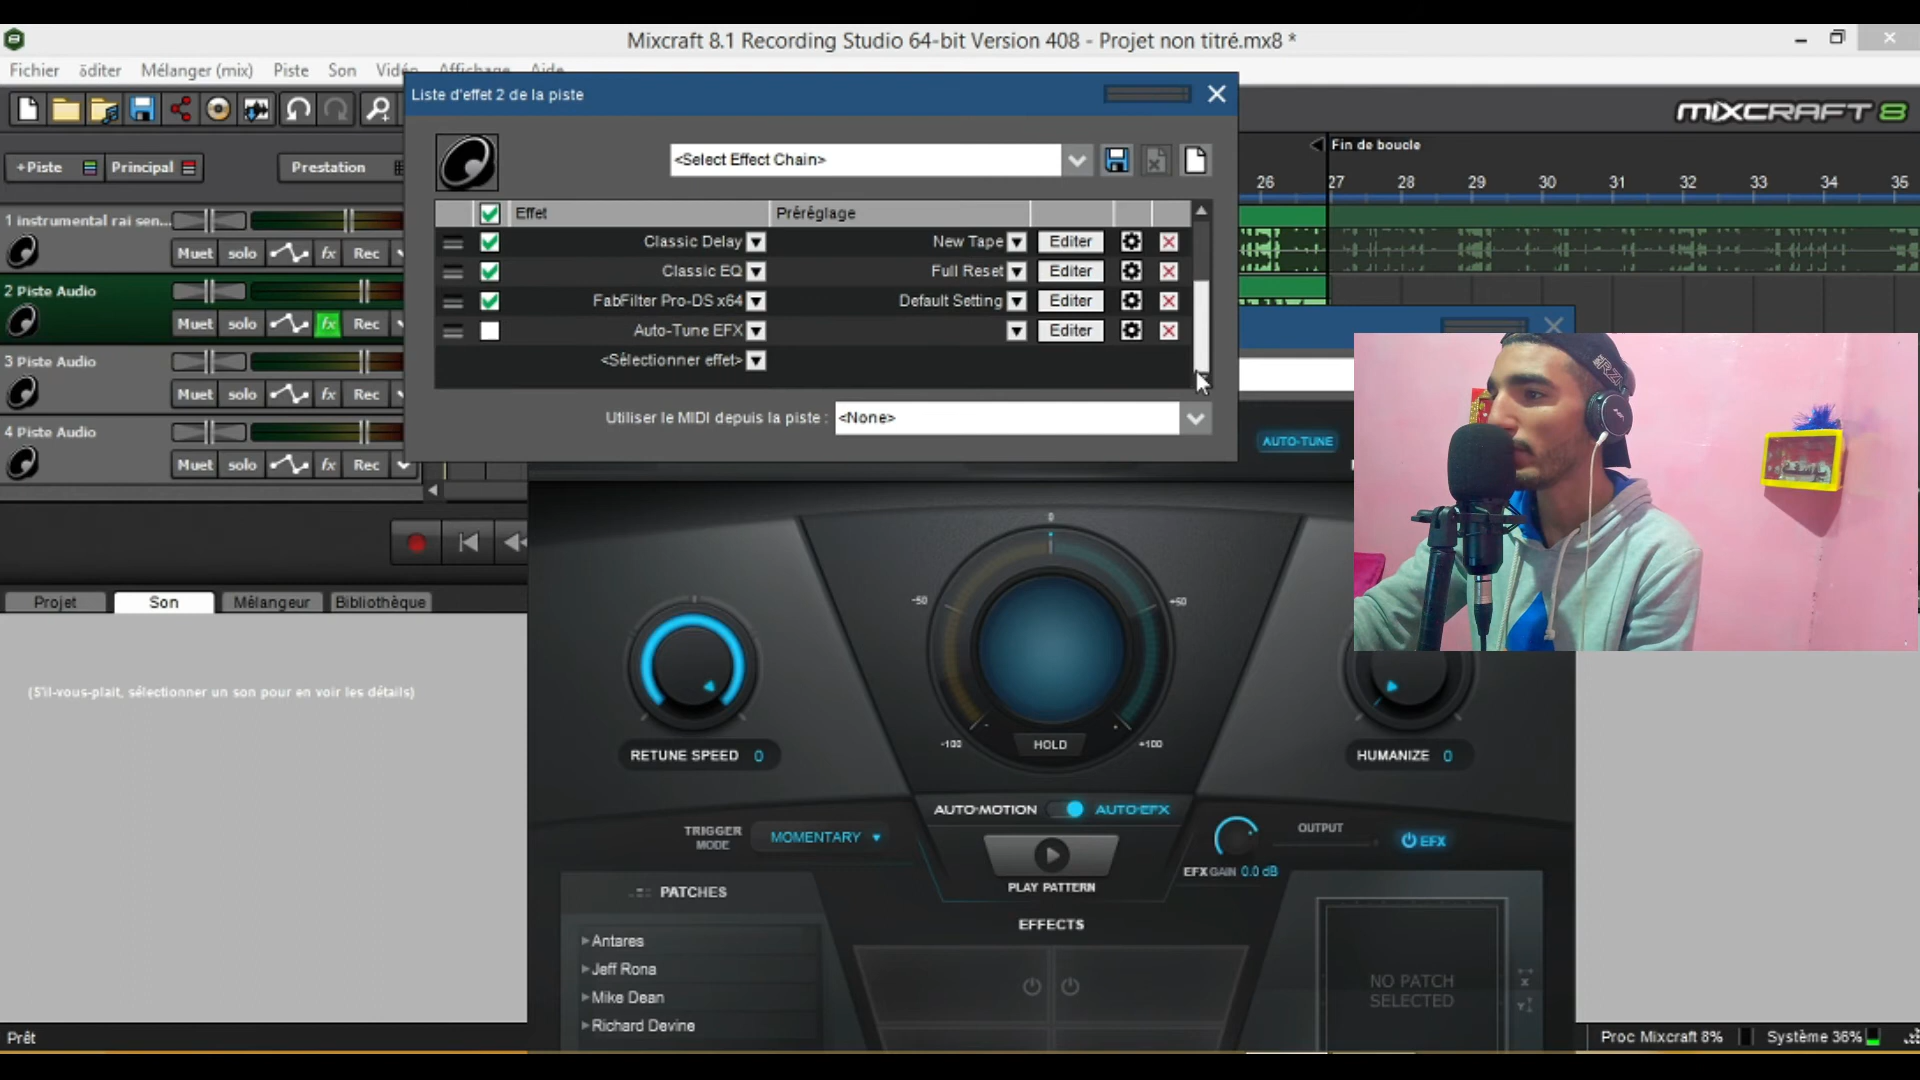 Mixcraft 8.1 Recording Studio 64-bit Version 408 - Projet non titré.mx8 *
Fichier
Mélanger (mix)
Piste
Son
Vidéo
Affichage
Aide
Liste d'effet 2 de la piste
MIXCRAFT 8
+Piste
Principal
Prestation
<Select Effect Chain>
Fin de boucle
26 27 28 29 30 31 32 33 34 35
Effet
Préréglage
1 instrumental rai sen...
Muet solo fx Rec
Classic Delay
New Tape
Editer
Classic EQ
Full Reset
Editer
FabFilter Pro-DS x64
Default Setting
Editer
Auto-Tune EFX
Editer
<Sélectionner effet>
2 Piste Audio
Muet solo fx Rec
3 Piste Audio
Muet solo fx Rec
4 Piste Audio
Muet solo fx Rec
Utiliser le MIDI depuis la piste :
<None>
AUTO-TUNE
Projet
Son
Mélangeur
Bibliothèque
(S'il-vous-plait, sélectionner un son pour en voir les détails)
0
-50
+50
-100
HOLD
+100
RETUNE SPEED 0
HUMANIZE 0
AUTO-MOTION
AUTO-EFX
TRIGGER
MODE
MOMENTARY
PLAY PATTERN
OUTPUT
EFX
EFX GAIN 0.0 dB
PATCHES
Antares
Jeff Rona
Mike Dean
Richard Devine
EFFECTS
NO PATCH
SELECTED
X
Y
Prêt
Proc Mixcraft 8%
Système 36%